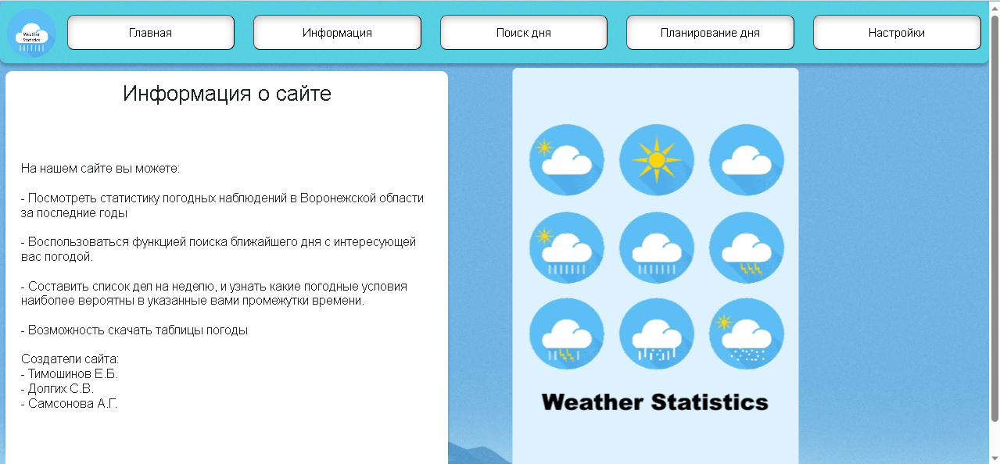 Weather
Statistics
Главная
Информация
Поиск дня
Планирование дня
Настройки
Информация о сайте
На нашем сайте вы можете:
- Посмотреть статистику погодных наблюдений в Воронежской области
за последние годы
- Воспользоваться функцией поиска ближайшего дня с интересующей
вас погодой.
- Составить список дел на неделю, и узнать какие погодные условия
наиболее вероятны в указанные вами промежутки времени.
- Возможность скачать таблицы погоды
Создатели сайта:
- Тимошинов Е.Б.
- Долгих С.В.
- Самсонова А.Г.
Weather Statistics